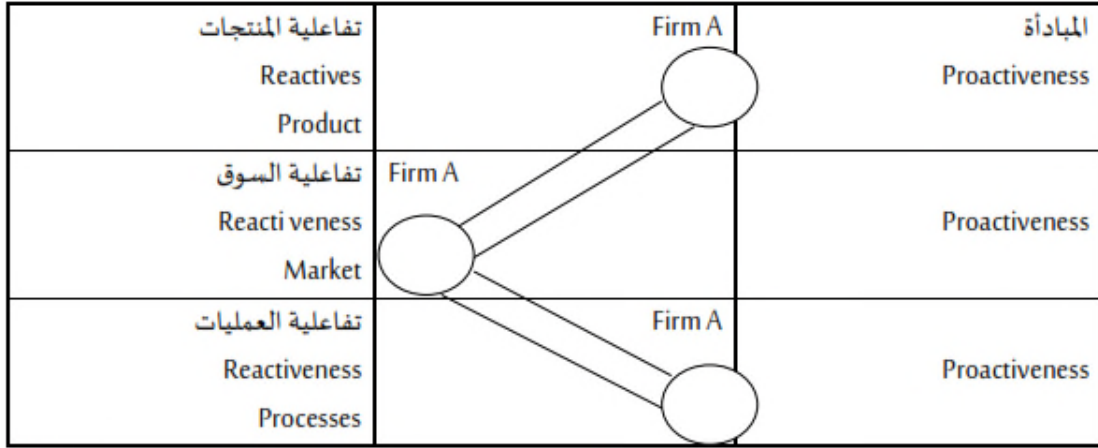 تفاعلية المنتجات
Reactives
Product
Firm A
المبادأة
Proactiveness
تفاعلية السوق
Reacti veness
Market
Firm A
Proactiveness
تفاعلية العمليات
Reactiveness
Processes
Firm A
Proactiveness